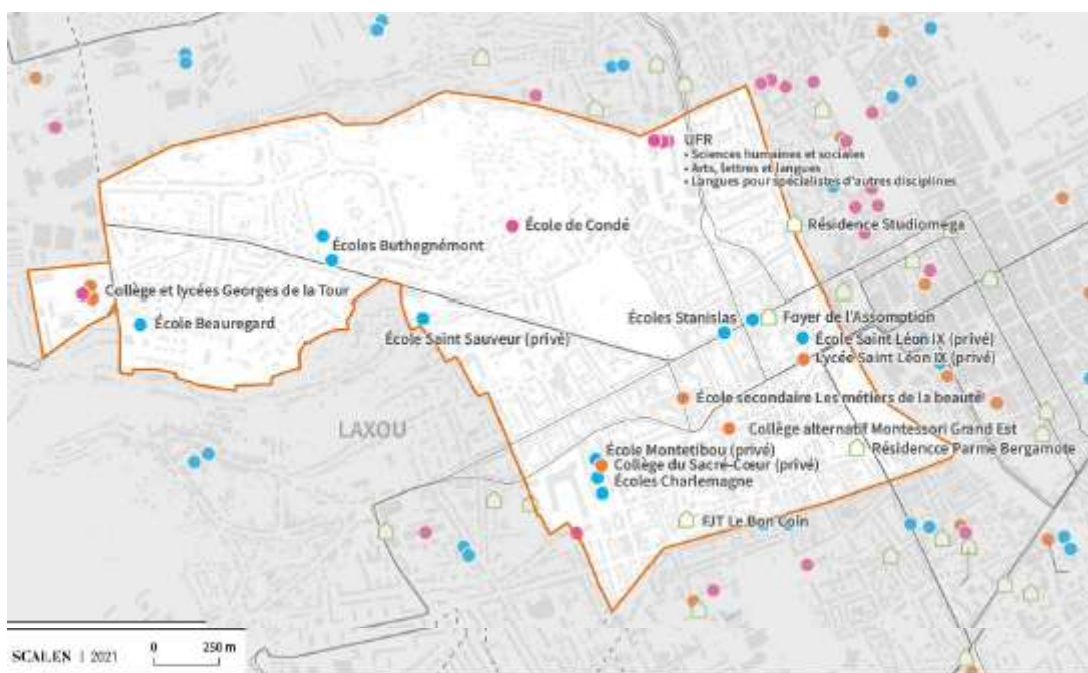 UFR
• Sciences humaines et sociales
• Arts, lettres et langues
• Langues pour spécialistes d'autres disciplines
École de Condé
Résidence Studiomega
Écoles Buthegnémont
Collège et lycées Georges de la Tour
École Beauregard
École Saint Sauveur (privé)
Écoles Stanislas
Foyer de l'Assomption
École Saint Léon IX (privé)
Lycée Saint Léon IX (privé)
École secondaire Les métiers de la beauté
LAXOU
Collège alternatif Montessori Grand Est
École Montetibou (privé)
Résidencce Parme Bergamote
Collège du Sacré-Cœur (privé)
Écoles Charlemagne
FJT Le Bon Coin
SCALEN | 2021
0 250 m